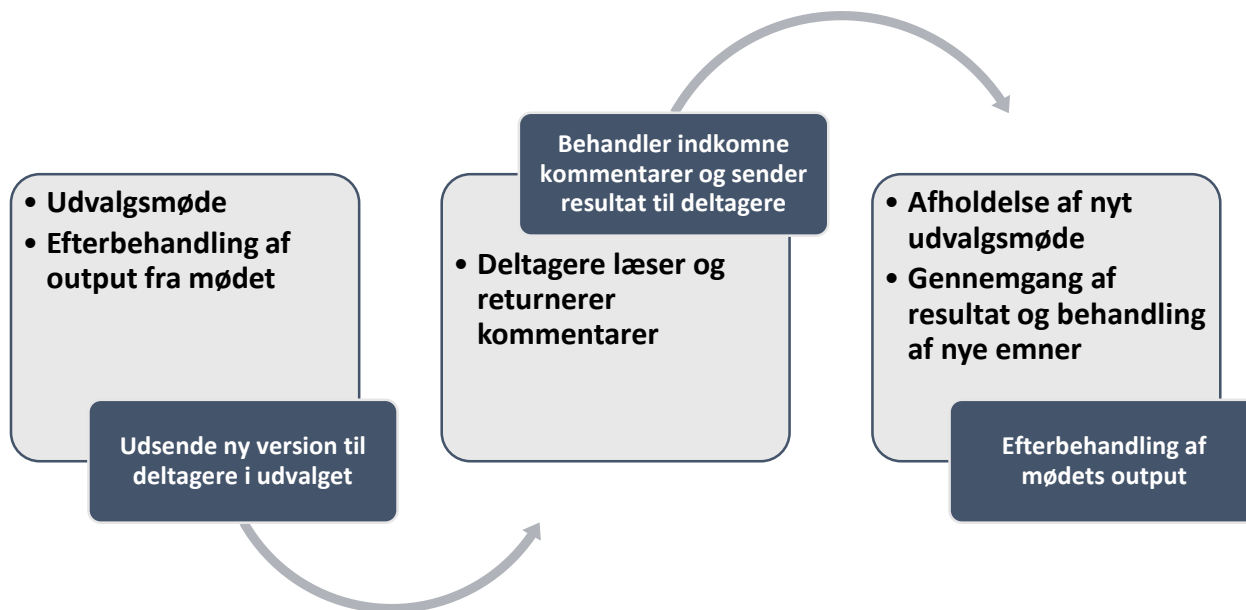 • Udvalgsmøde
• Efterbehandling af
output fra mødet
Udsende ny version til
deltagere i udvalget
Behandler indkomne
kommentarer og sender
resultat til deltagere
• Deltagere læser og
returnerer
kommentarer
• Afholdelse af nyt
udvalgsmøde
• Gennemgang af
resultat og behandling
af nye emner
Efterbehandling af
mødets output